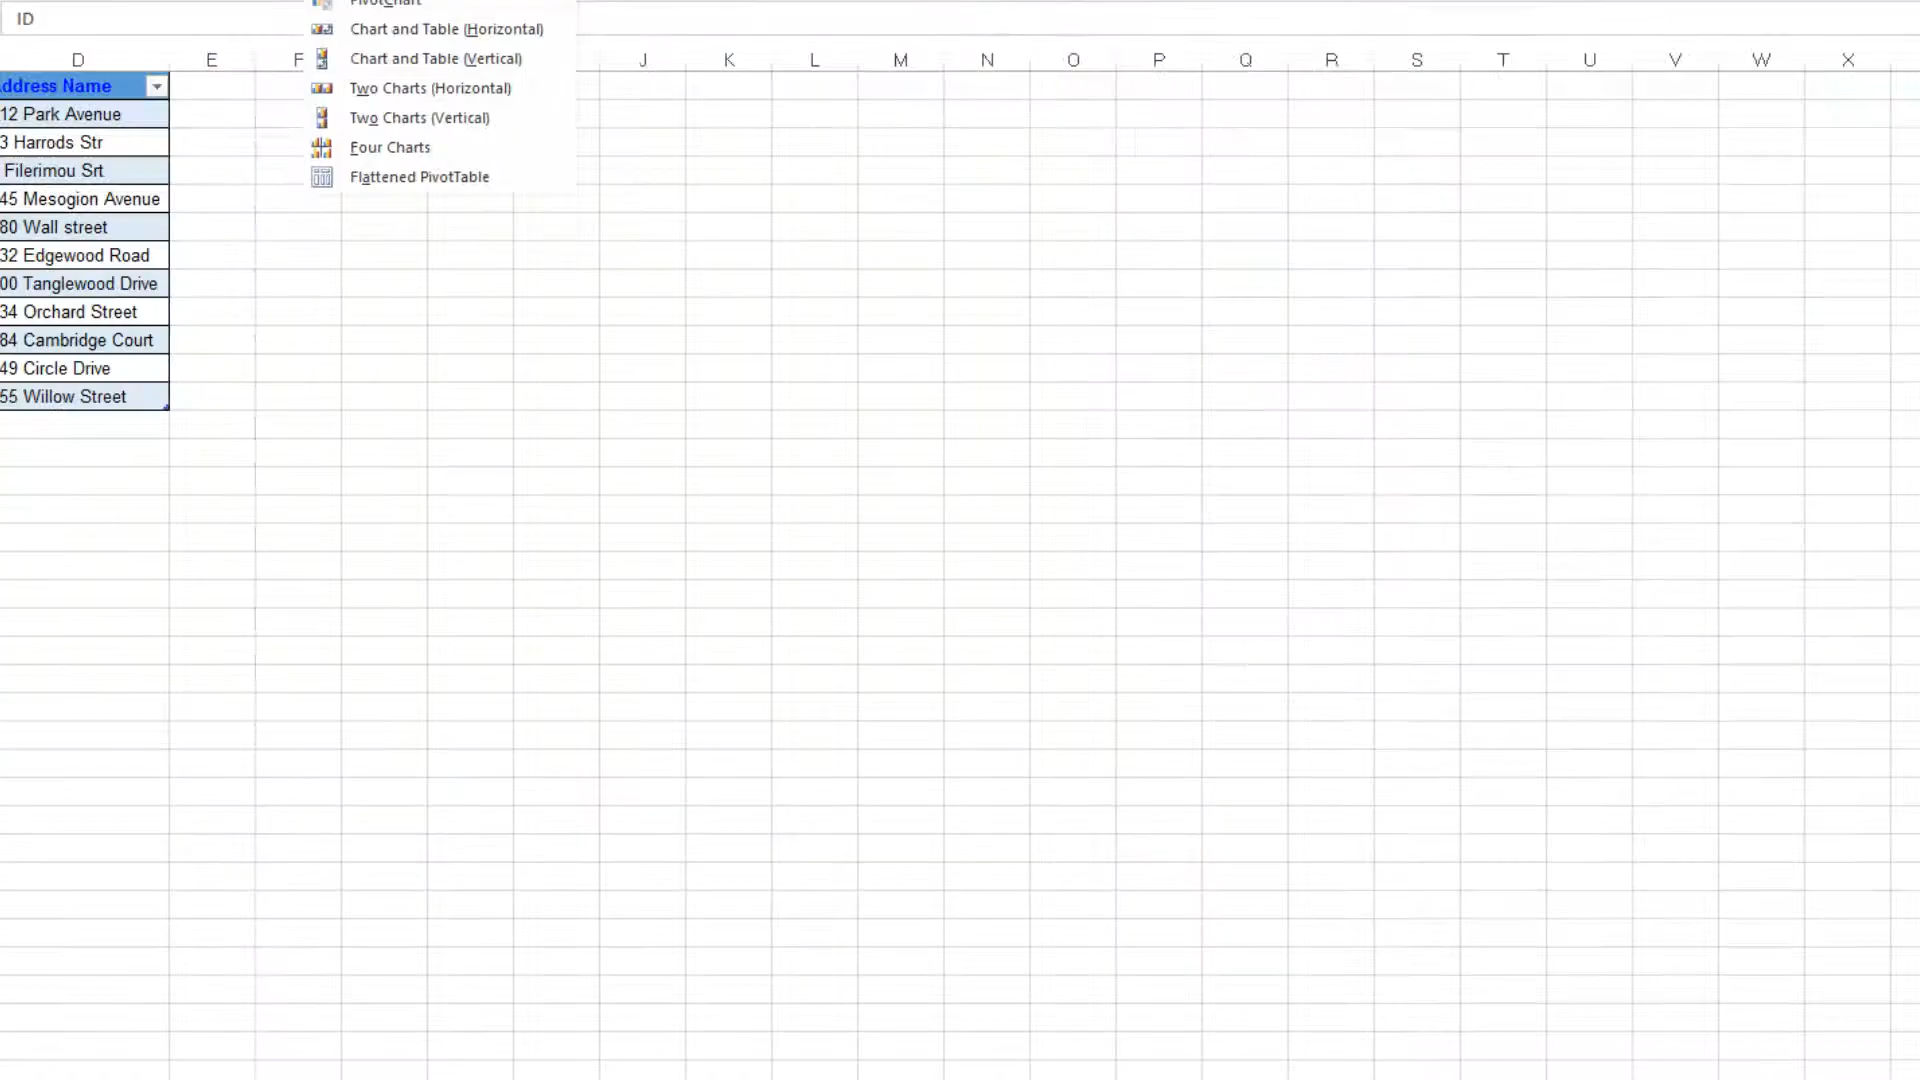 ID
PivotChart
Chart and Table (Horizontal)
Chart and Table (Vertical)
Two Charts (Horizontal)
Two Charts (Vertical)
Four Charts
Flattened PivotTable
D E F J K L M N O P Q R S T U V W X
ddress Name
12 Park Avenue
3 Harrods Str
Filerimou Srt
45 Mesogion Avenue
80 Wall street
32 Edgewood Road
00 Tanglewood Drive
34 Orchard Street
84 Cambridge Court
49 Circle Drive
55 Willow Street